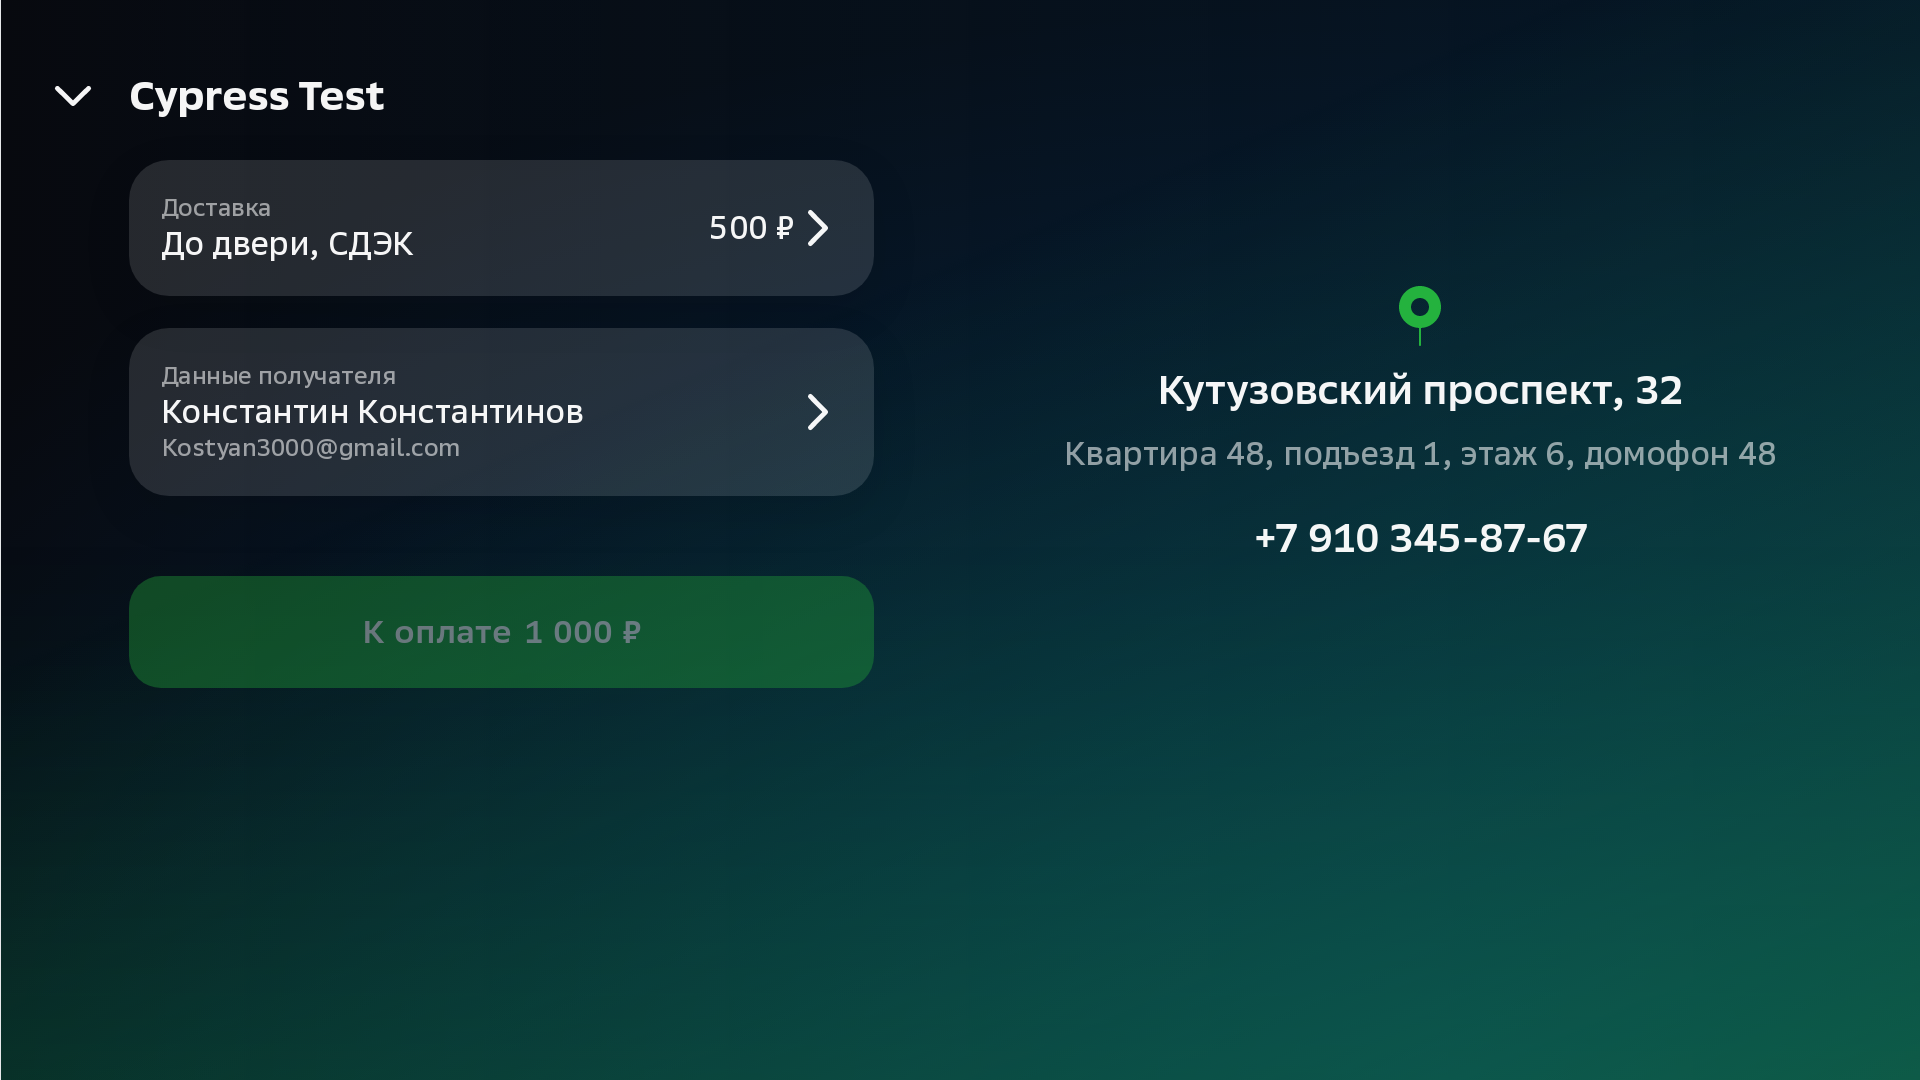 Cypress Test
Доставка
До двери, СДЭК
500 ₽
Данные получателя
Константин Константинов
Kostyan3000@gmail.com
К оплате 1 000 ₽
Кутузовский проспект, 32
Квартира 48, подъезд 1, этаж 6, домофон 48
+7 910 345-87-67